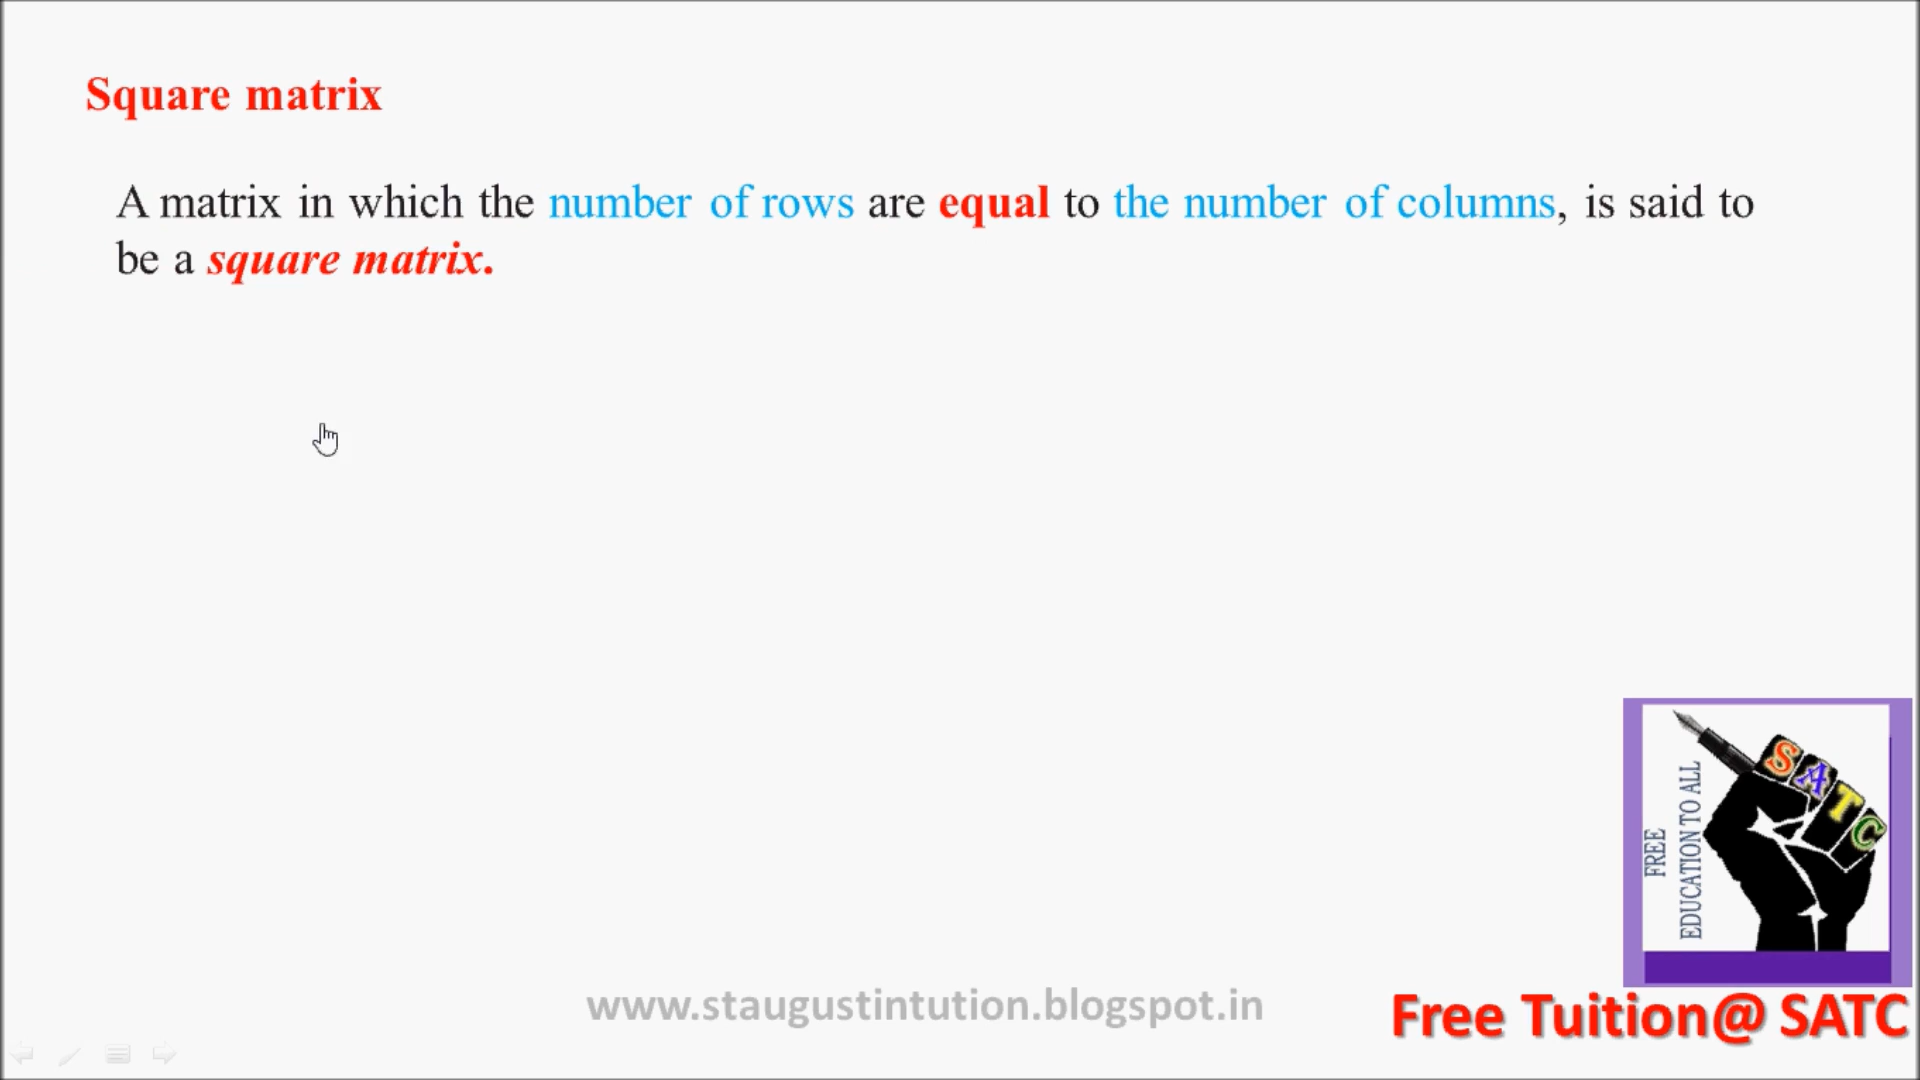 Square matrix
A matrix in which the number of rows are equal to the number of columns, is said to
be a square matrix.
SATC
FREE
EDUCATION TO ALL
www.staugustintution.blogspot.in
Free Tuition@ SATC